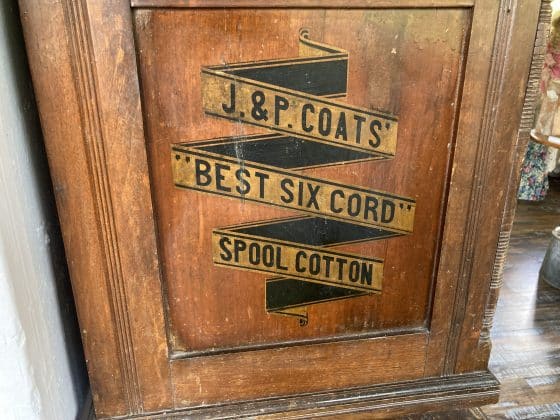 J. & P. COATS'
"BEST SIX CORD"
SPOOL COTTON